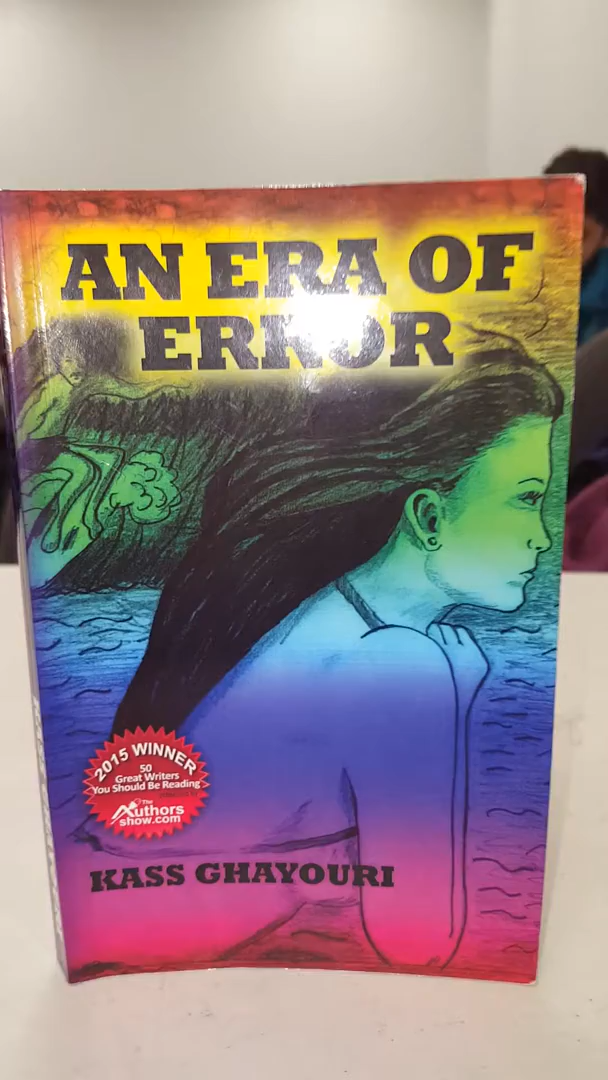 AN ERA OF
ERROR
2015 WINNER
50
Great Writers
You Should Be Reading
The
Authors
show.com
KASS GHAYOURI